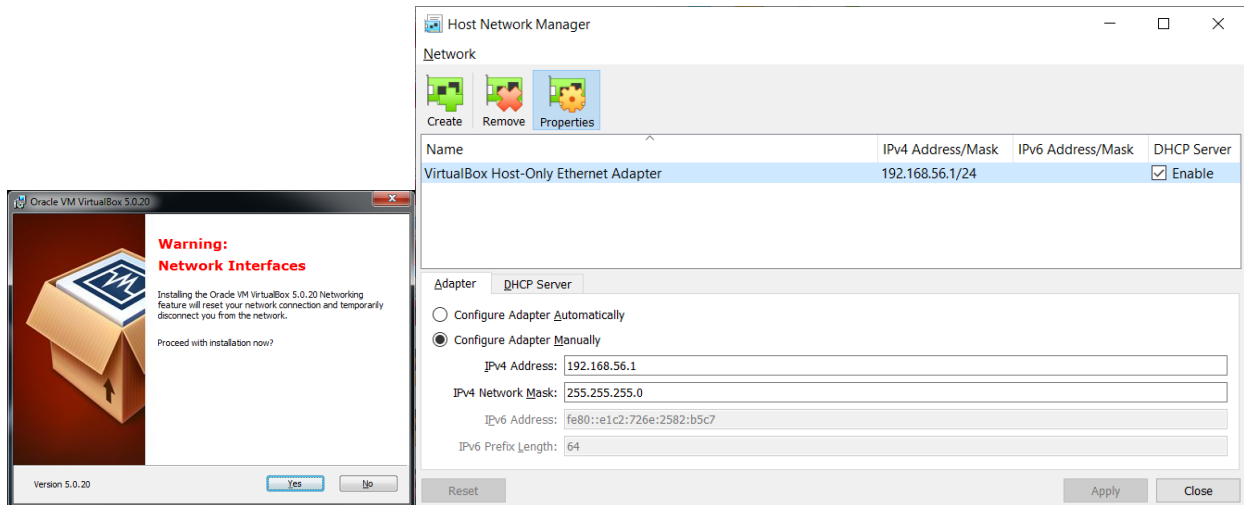 Oracle VM VirtualBox 5.0.20
Warning:
Network Interfaces
Installing the Oracle VM VirtualBox 5.0.20 Networking
feature will reset your network connection and temporarily
disconnect you from the network.
Proceed with installation now?
Version 5.0.20
Yes
No
Host Network Manager
Network
Create
Remove
Properties
Name
IPv4 Address/Mask
IPv6 Address/Mask
DHCP Server
VirtualBox Host-Only Ethernet Adapter
192.168.56.1/24
Enable
Adapter
DHCP Server
Configure Adapter Automatically
Configure Adapter Manually
IPv4 Address: 192.168.56.1
IPv4 Network Mask: 255.255.255.0
IPv6 Address: fe80::e1c2:726e:2582:b5c7
IPv6 Prefix Length: 64
Reset
Apply
Close